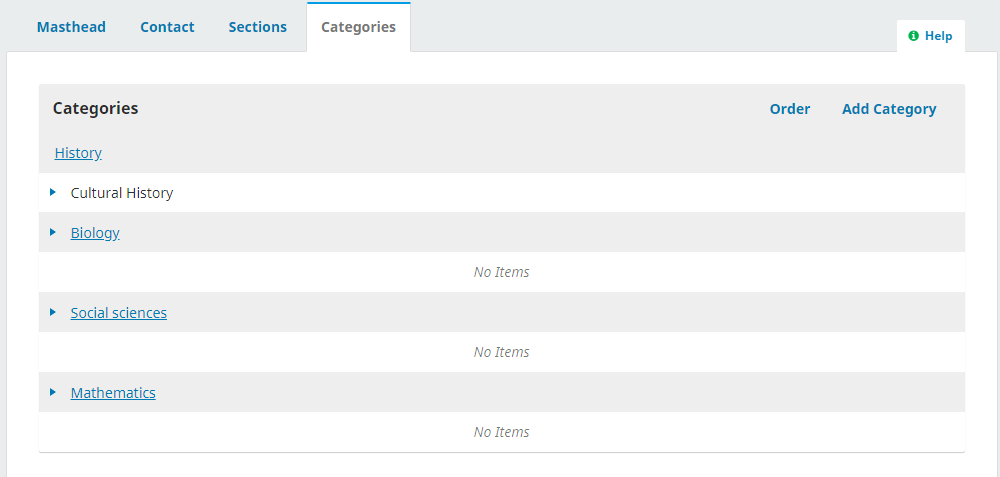 Masthead Contact Sections Categories
Help
Categories Order Add Category
History
Cultural History
Biology
No Items
Social sciences
No Items
Mathematics
No Items